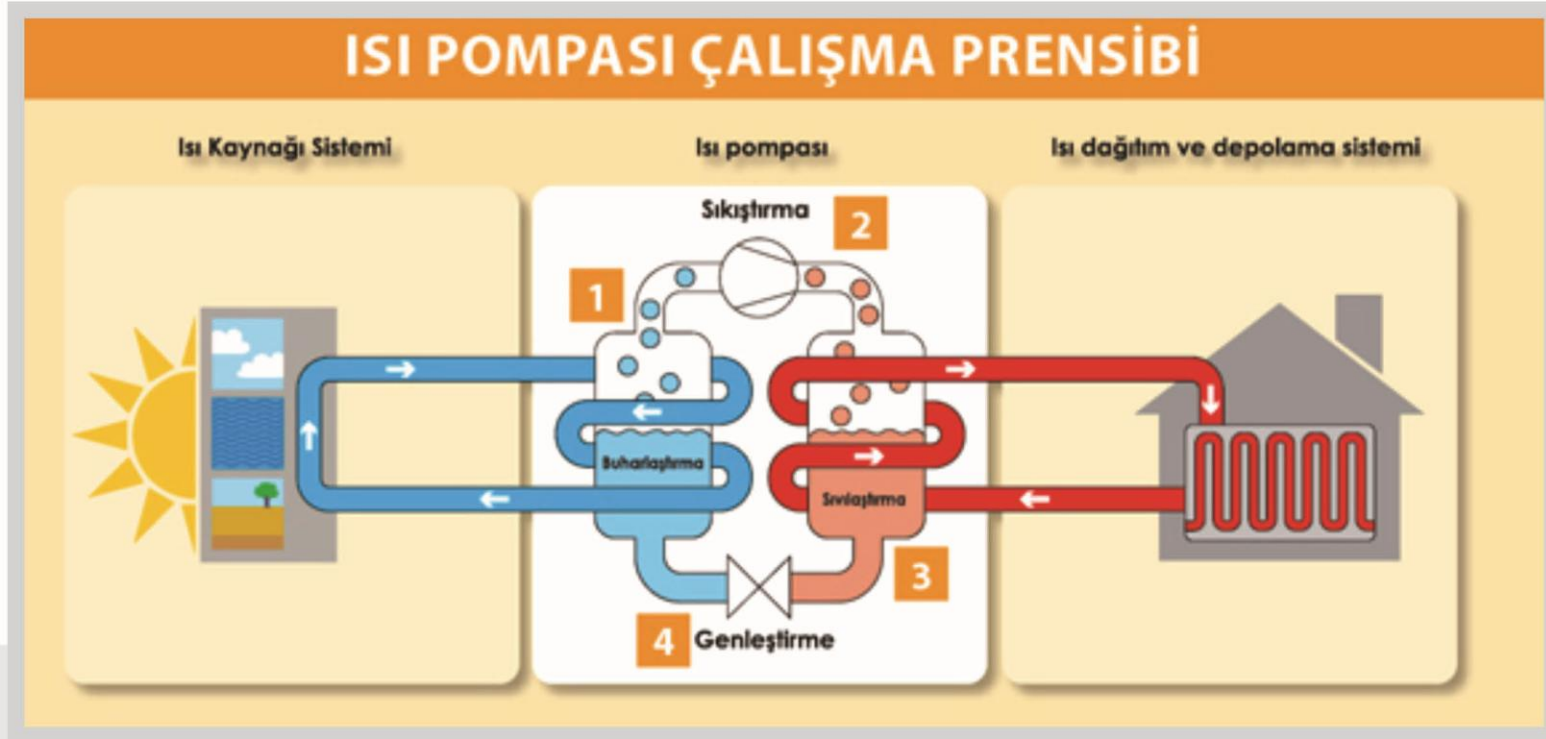 ISI POMPASI ÇALIŞMA PRENSİBİ
Isı Kaynağı Sistemi
Isı pompası
Isı dağıtım ve depolama sistemi
Sıkıştırma
2
1
Buharlaştırma
Sıvılaştırma
3
4
Genleştirme